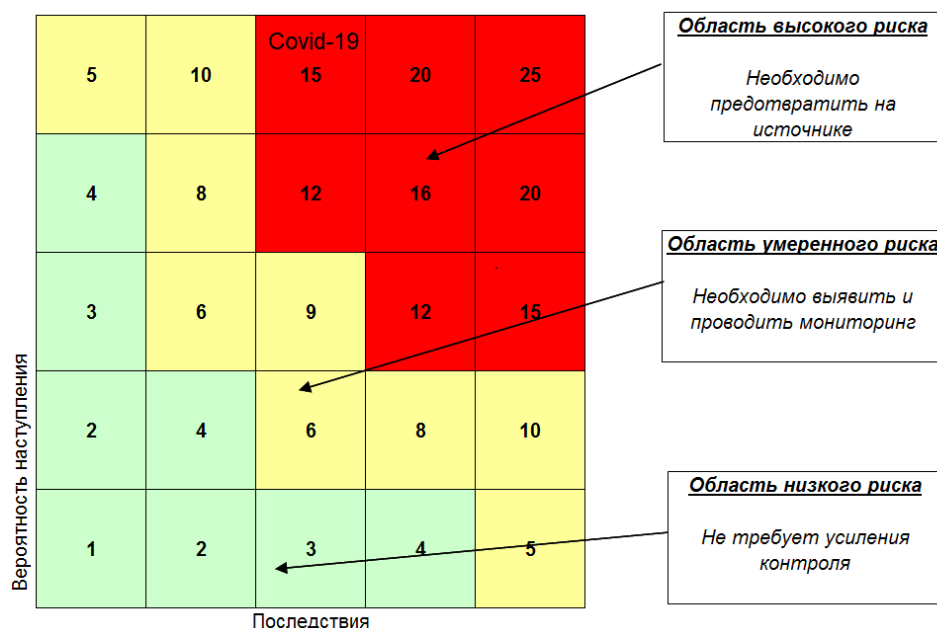 Covid-19
5 10 15 20 25
4 8 12 16 20
3 6 9 12 15
2 4 6 8 10
1 2 3 4 5
Вероятность наступления
Последствия
Область высокого риска
Необходимо
предотвратить на
источнике
Область умеренного риска
Необходимо выявить и
проводить мониторинг
Область низкого риска
Не требует усиления
контроля